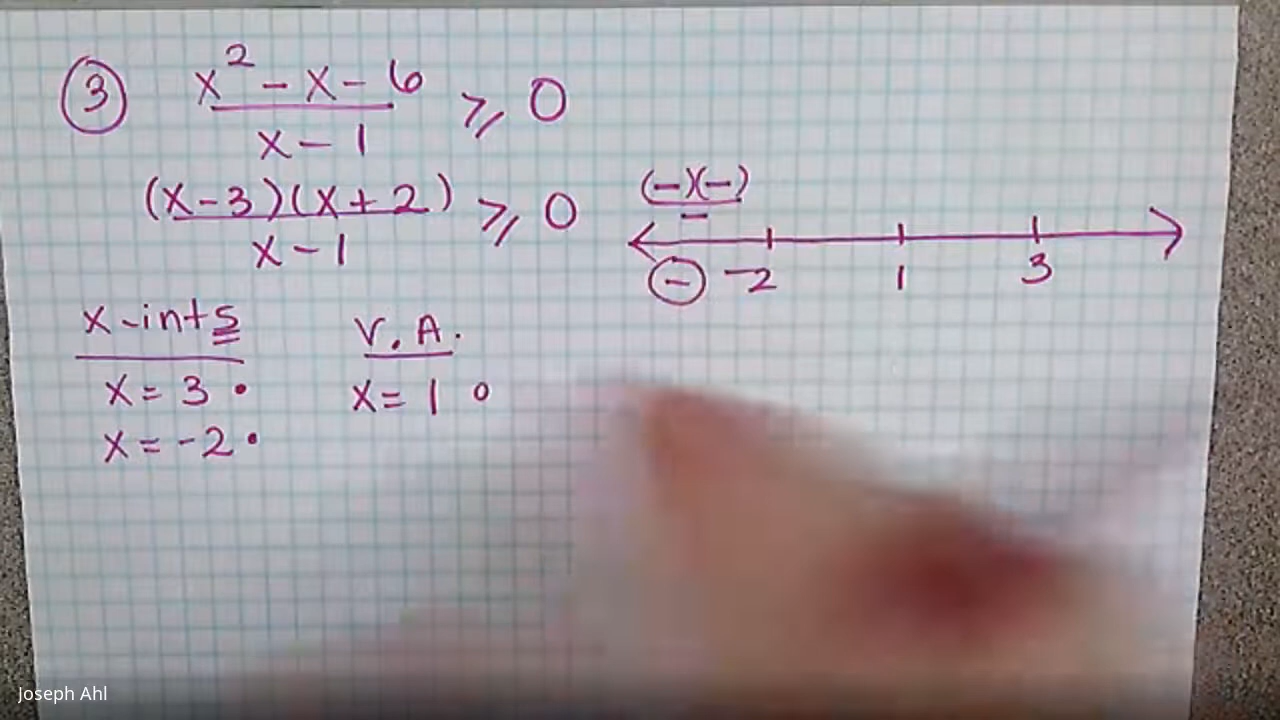 ③ x² - x - 6 / x - 1 ≥ 0
(x-3)(x+2) / x-1 ≥ 0
(-)(-) / -
- -2 1 3
x-ints V.A.
x = 3 • x = 1 o
x = -2 •
Joseph Ahl